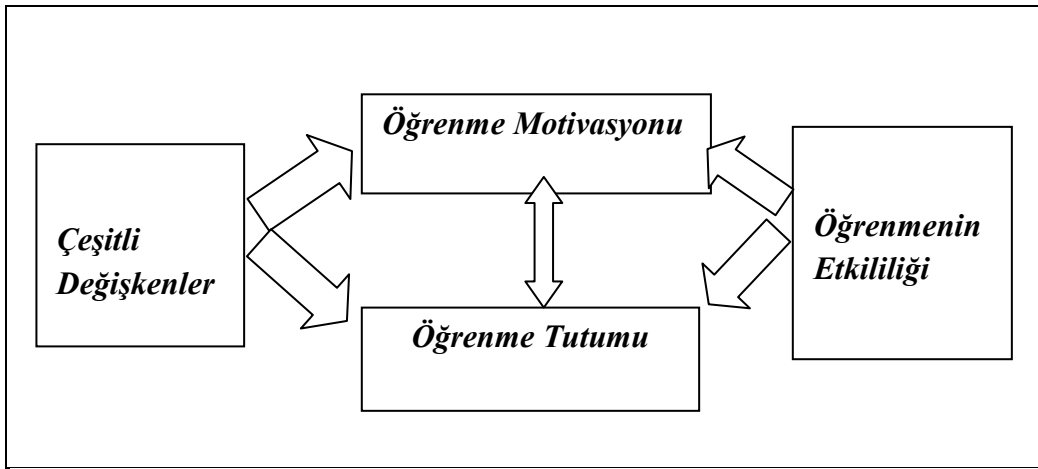 Öğrenme Motivasyonu
Çeşitli
Değişkenler
Öğrenmenin
Etkililiği
Öğrenme Tutumu